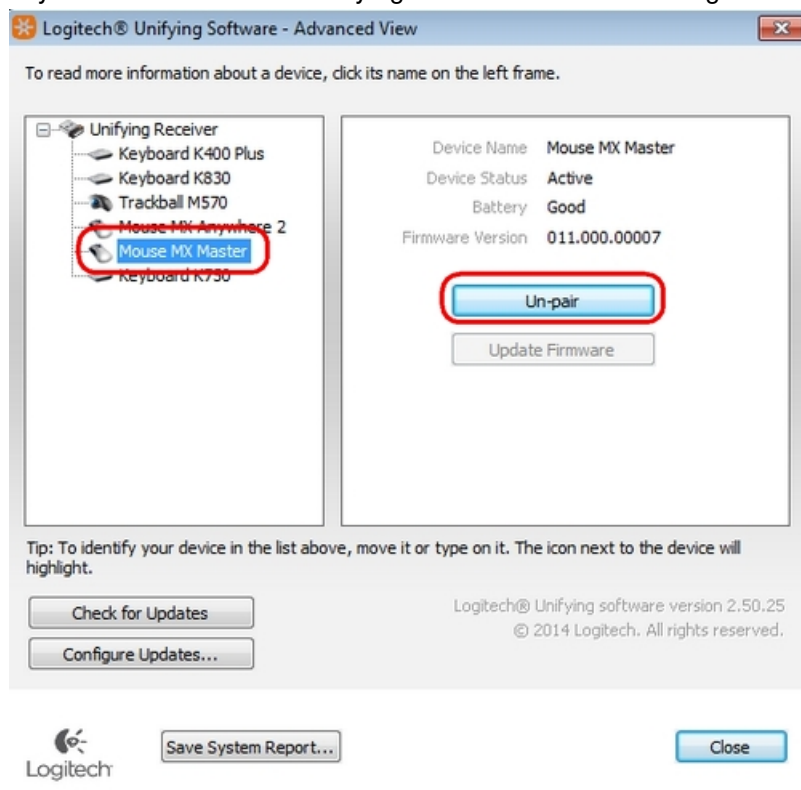 Logitech® Unifying Software - Advanced View
To read more information about a device, click its name on the left frame.
Unifying Receiver
Keyboard K400 Plus
Keyboard K830
Trackball M570
Mouse MX Anywhere 2
Mouse MX Master
Keyboard K750
Device Name Mouse MX Master
Device Status Active
Battery Good
Firmware Version 011.000.00007
Un-pair
Update Firmware
Tip: To identify your device in the list above, move it or type on it. The icon next to the device will
highlight.
Check for Updates
Configure Updates...
Logitech® Unifying software version 2.50.25
© 2014 Logitech. All rights reserved.
Logitech
Save System Report...
Close